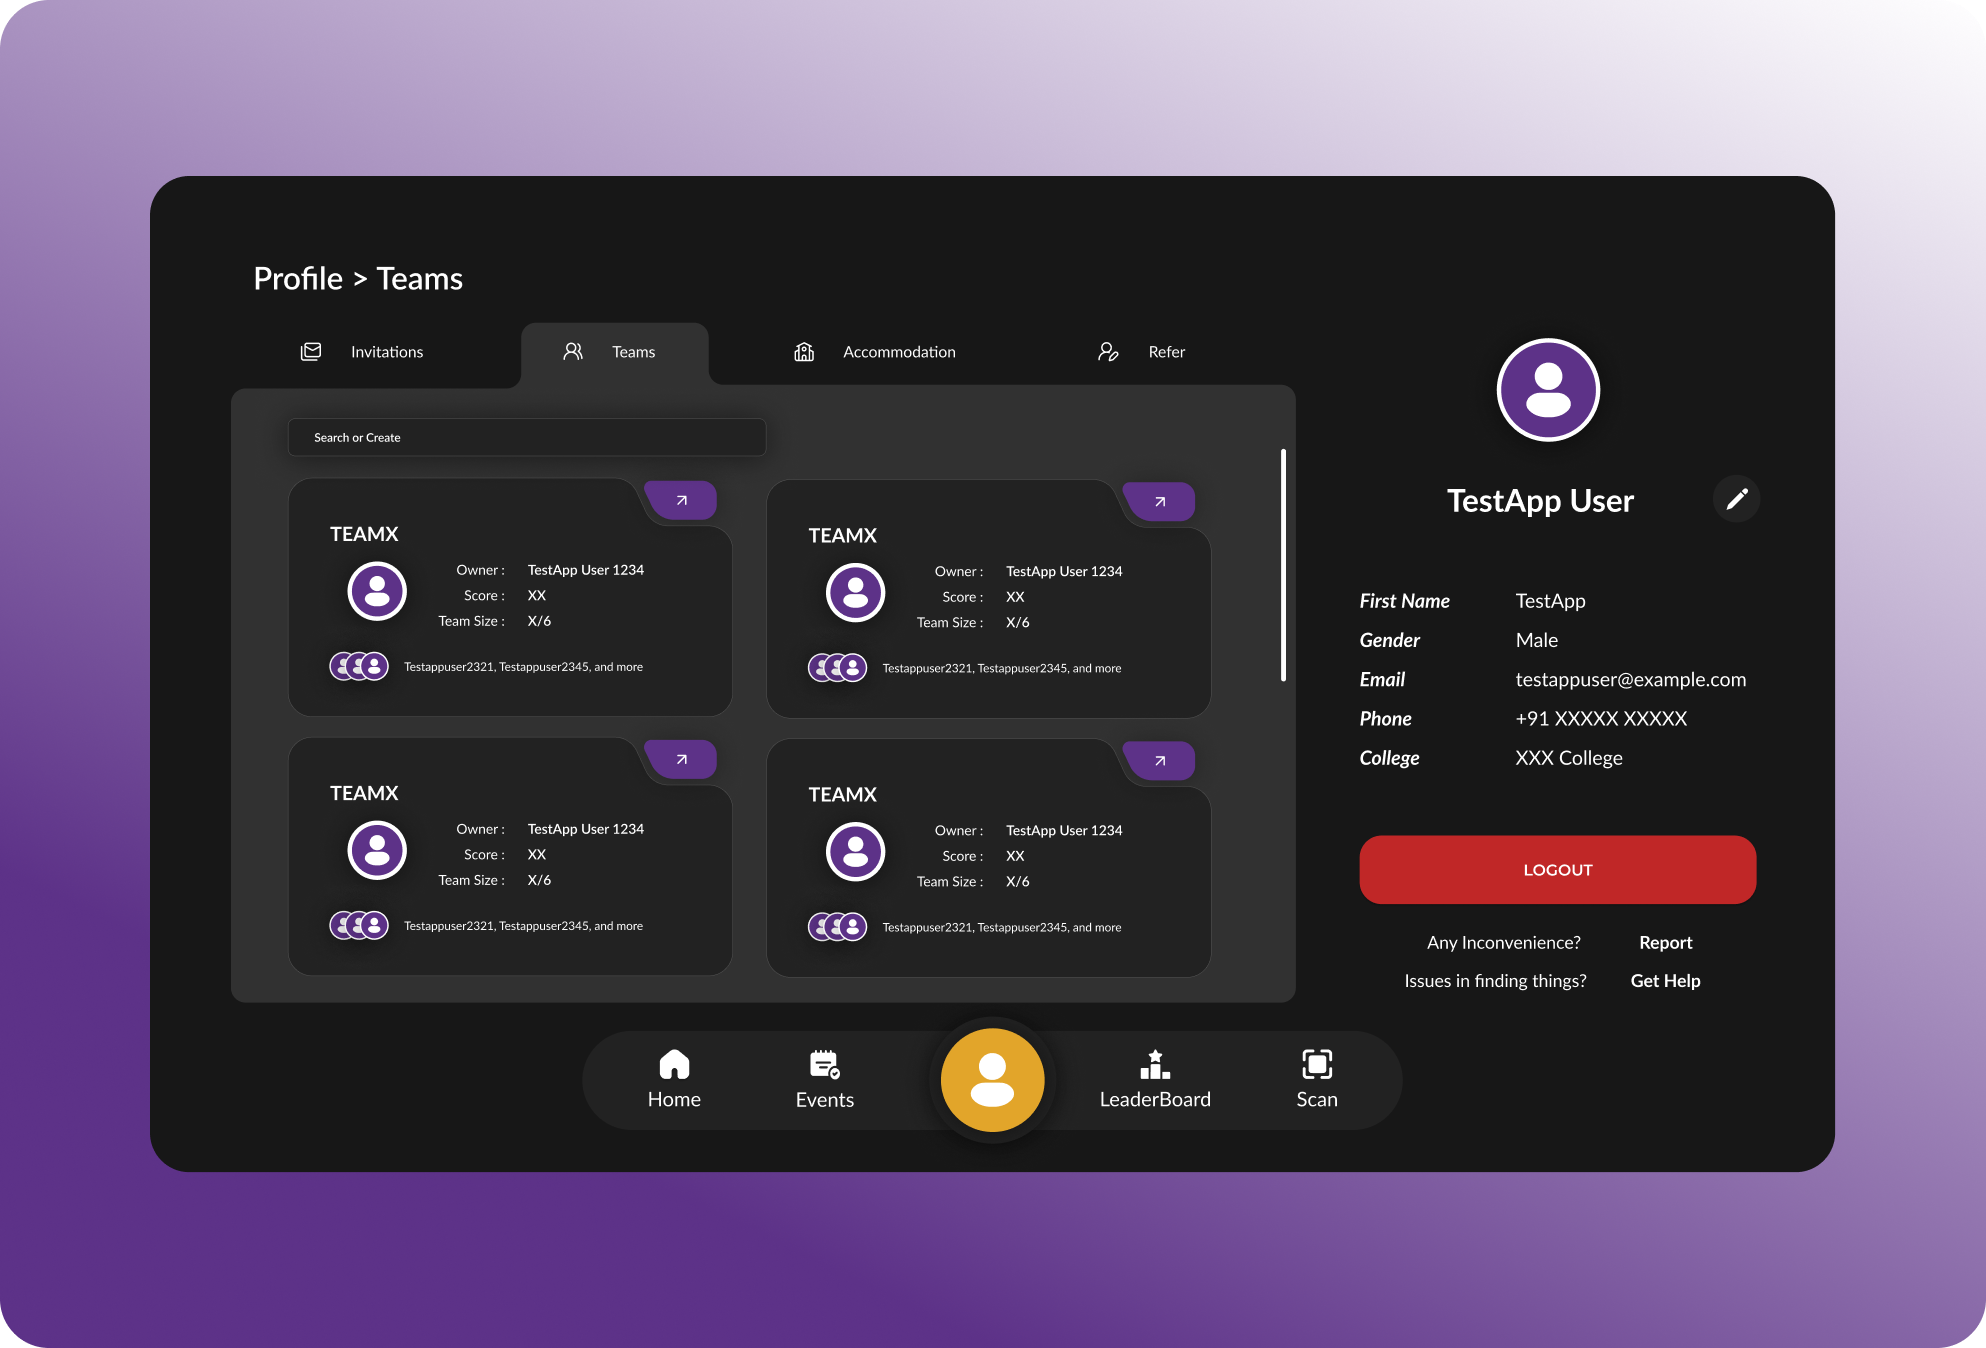 Profile > Teams
Invitations
Teams
Accommodation
Refer
Search or Create
TEAMX
Owner : TestApp User 1234
Score : XX
Team Size : X/6
Testappuser2321, Testappuser2345, and more
TEAMX
Owner : TestApp User 1234
Score : XX
Team Size : X/6
Testappuser2321, Testappuser2345, and more
TEAMX
Owner : TestApp User 1234
Score : XX
Team Size : X/6
Testappuser2321, Testappuser2345, and more
TEAMX
Owner : TestApp User 1234
Score : XX
Team Size : X/6
Testappuser2321, Testappuser2345, and more
TestApp User
First Name TestApp
Gender Male
Email testappuser@example.com
Phone +91 XXXXX XXXXX
College XXX College
LOGOUT
Any Inconvenience? Report
Issues in finding things? Get Help
Home
Events
LeaderBoard
Scan